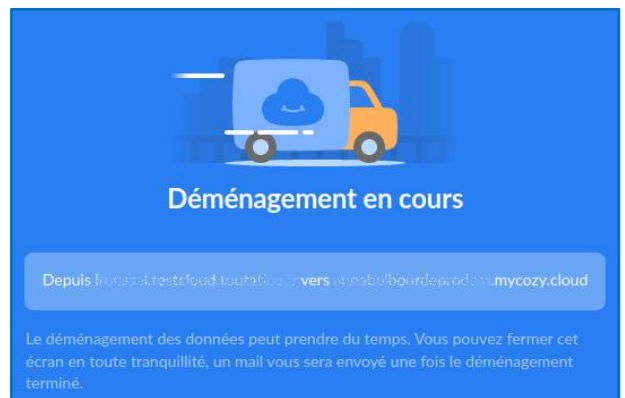 Déménagement en cours
Depuis vers .mycozy.cloud
Le déménagement des données peut prendre du temps. Vous pouvez fermer cet
écran en toute tranquillité, un mail vous sera envoyé une fois le déménagement
terminé.